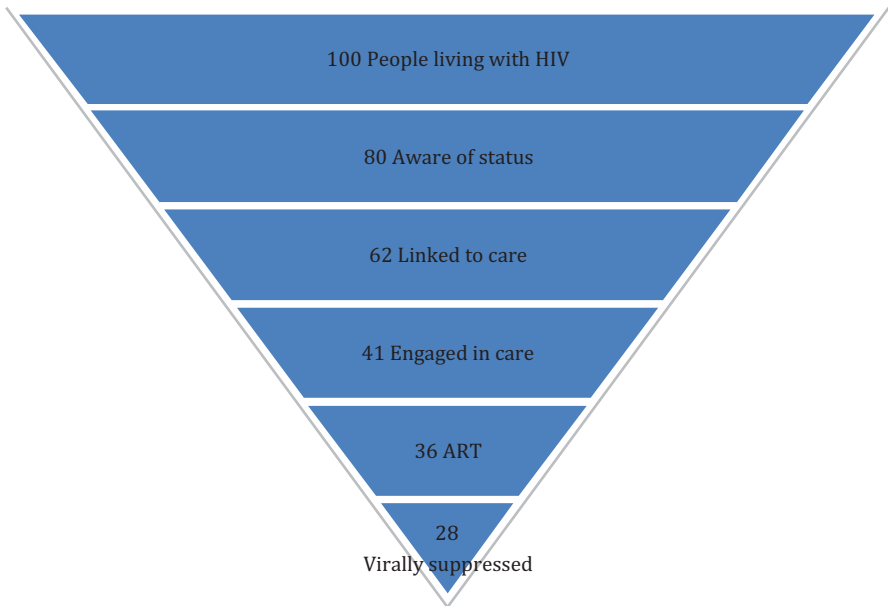 100 People living with HIV
80 Aware of status
62 Linked to care
41 Engaged in care
36 ART
28
Virally suppressed